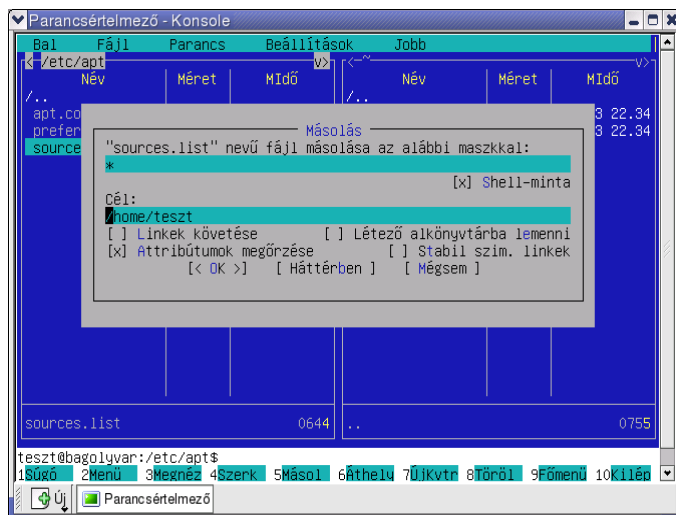 Parancsértelmező - Konsole
Bal Fájl Parancs Beállítások Jobb
/etc/apt v> <~ v>
Név Méret MIdő Név Méret MIdő
/.. /..
apt.co 3 22.34
prefer Másolás 3 22.34
source "sources.list" nevű fájl másolása az alábbi maszkkal:
*
[x] Shell-minta
Cél:
/home/teszt
[ ] Linkek követése [ ] Létező alkönyvtárba lemenni
[x] Attribútumok megőrzése [ ] Stabil szim. linkek
[< OK >] [ Háttérben ] [ Mégsem ]
sources.list 0644 .. 0755
teszt@bagolyvar:/etc/apt$
1Súgó 2Menü 3Megnéz 4Szerk 5Másol 6Áthely 7ÚjKvtr 8Töröl 9Főmenü 10Kilép
Új Parancsértelmező